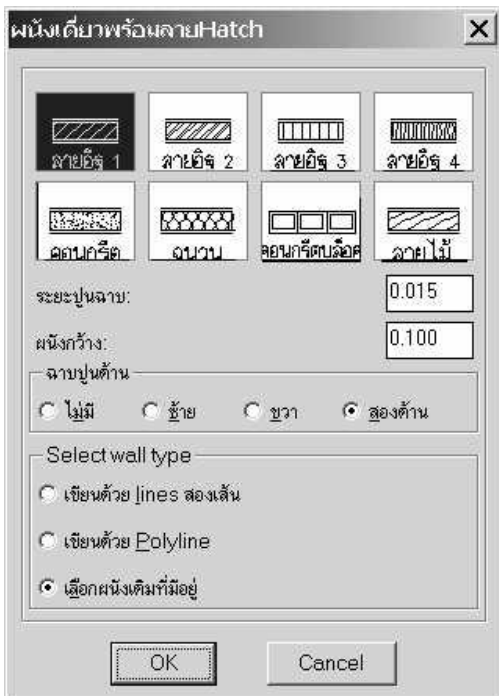 ผนังเดี่ยวพร้อมลายHatch
ลายอิฐ 1 ลายอิฐ 2 ลายอิฐ 3 ลายอิฐ 4
คอนกรีต ฉนวน คอนกรีตบล็อค ลายไม้
ระยะปูนฉาบ: 0.015
ผนังกว้าง: 0.100
ฉาบปูนด้าน
ไม่มี ซ้าย ขวา สองด้าน
Select wall type
เขียนด้วย lines สองเส้น
เขียนด้วย Polyline
เลือกผนังเดิมที่มีอยู่
OK Cancel